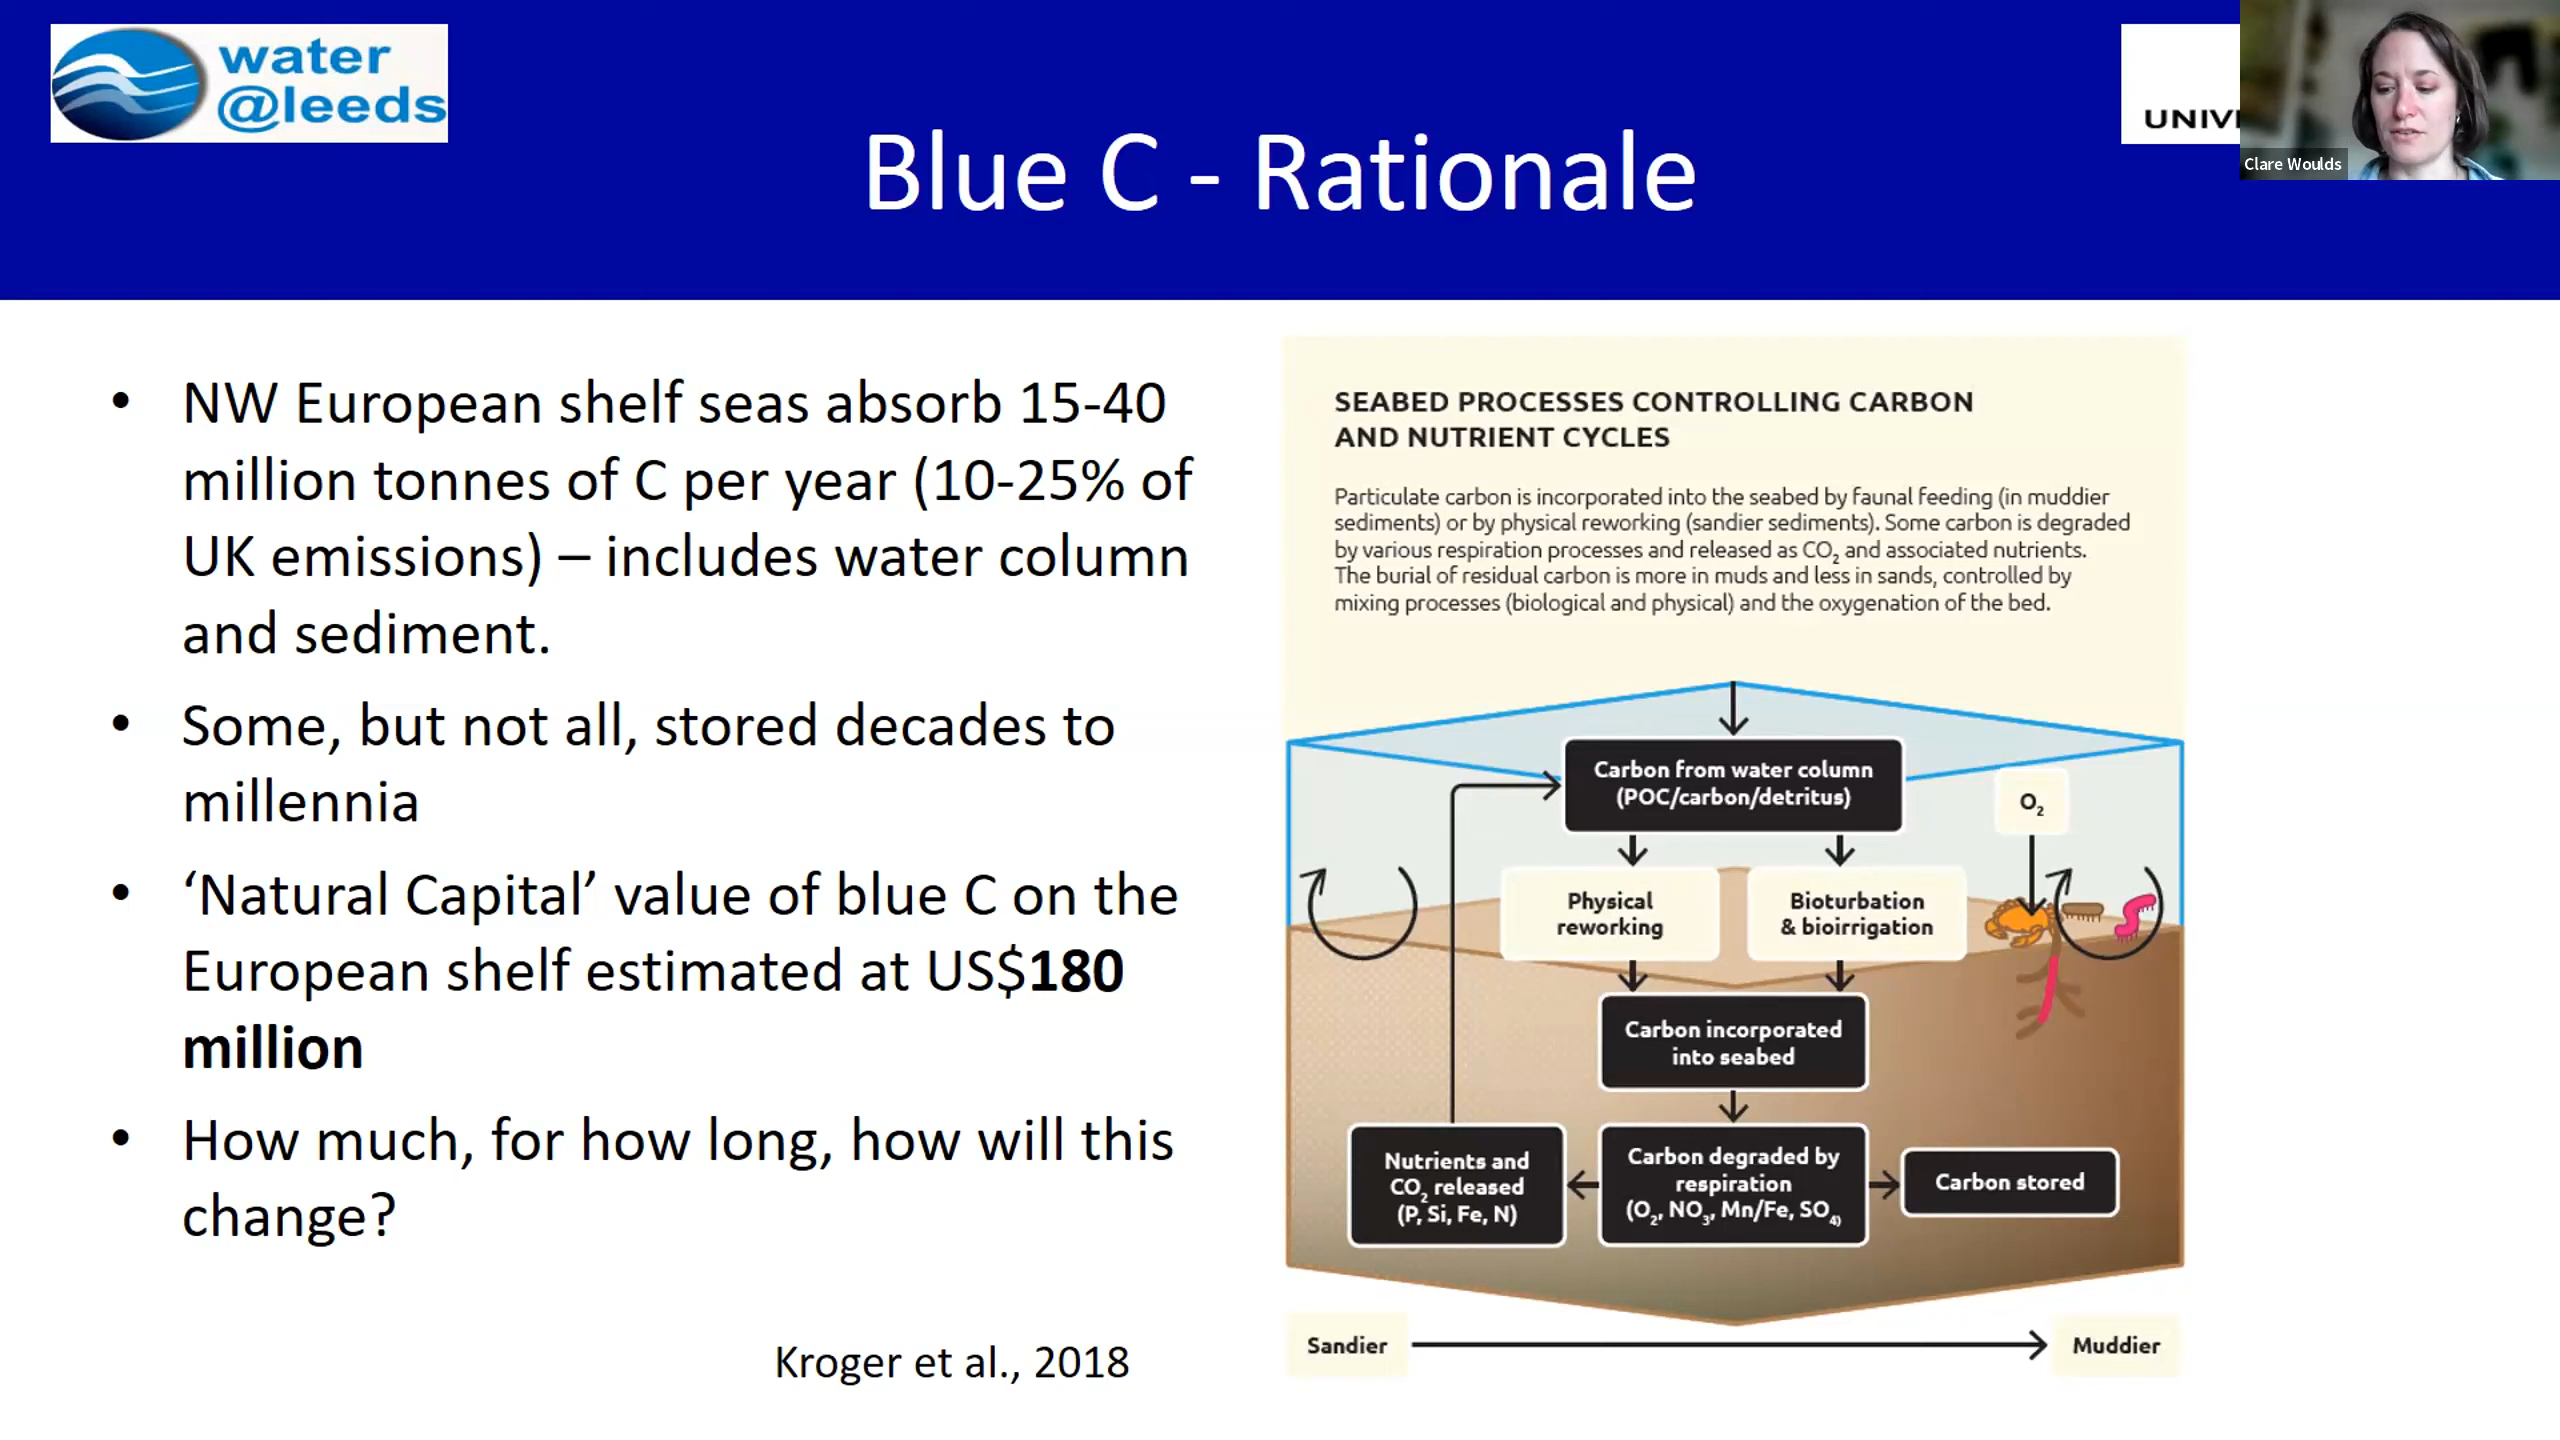 water
@leeds
UNIV
Clare Woulds
Blue C - Rationale
• NW European shelf seas absorb 15-40
million tonnes of C per year (10-25% of
UK emissions) – includes water column
and sediment.
• Some, but not all, stored decades to
millennia
• ‘Natural Capital’ value of blue C on the
European shelf estimated at US$180
million
• How much, for how long, how will this
change?
Kroger et al., 2018
SEABED PROCESSES CONTROLLING CARBON
AND NUTRIENT CYCLES
Particulate carbon is incorporated into the seabed by faunal feeding (in muddier
sediments) or by physical reworking (sandier sediments). Some carbon is degraded
by various respiration processes and released as CO₂ and associated nutrients.
The burial of residual carbon is more in muds and less in sands, controlled by
mixing processes (biological and physical) and the oxygenation of the bed.
Carbon from water column
(POC/carbon/detritus)
O₂
Physical
reworking
Bioturbation
& bioirrigation
Carbon incorporated
into seabed
Nutrients and
CO₂ released
(P, Si, Fe, N)
Carbon degraded by
respiration
(O₂, NO₃, Mn/Fe, SO₄)
Carbon stored
Sandier
Muddier